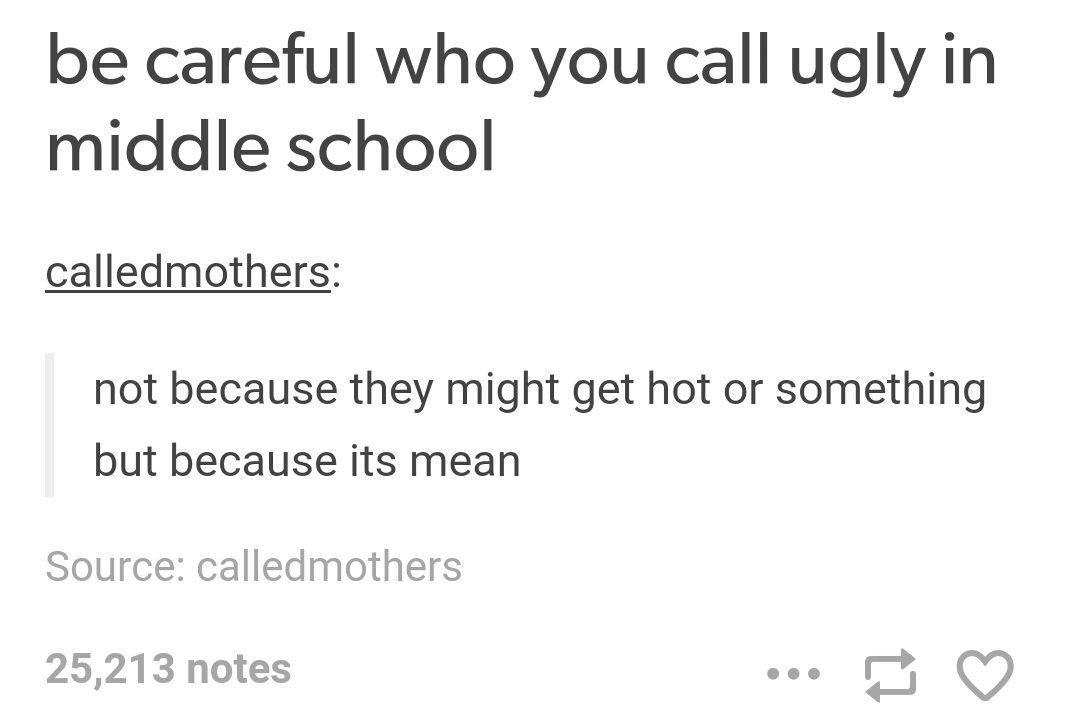 be careful who you call ugly in
middle school
calledmothers:
not because they might get hot or something
but because its mean
Source: calledmothers
25,213 notes